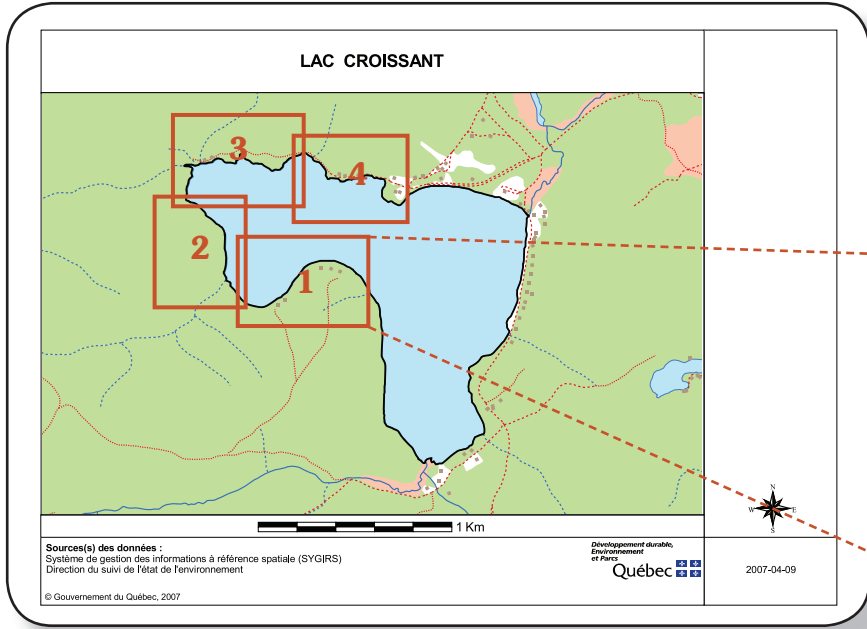 LAC CROISSANT
3
4
2
1
1 Km
N
W E
S
Sources(s) des données :
Système de gestion des informations à référence spatiale (SYGIRS)
Direction du suivi de l'état de l'environnement
© Gouvernement du Québec, 2007
Développement durable,
Environnement
et Parcs
Québec
2007-04-09